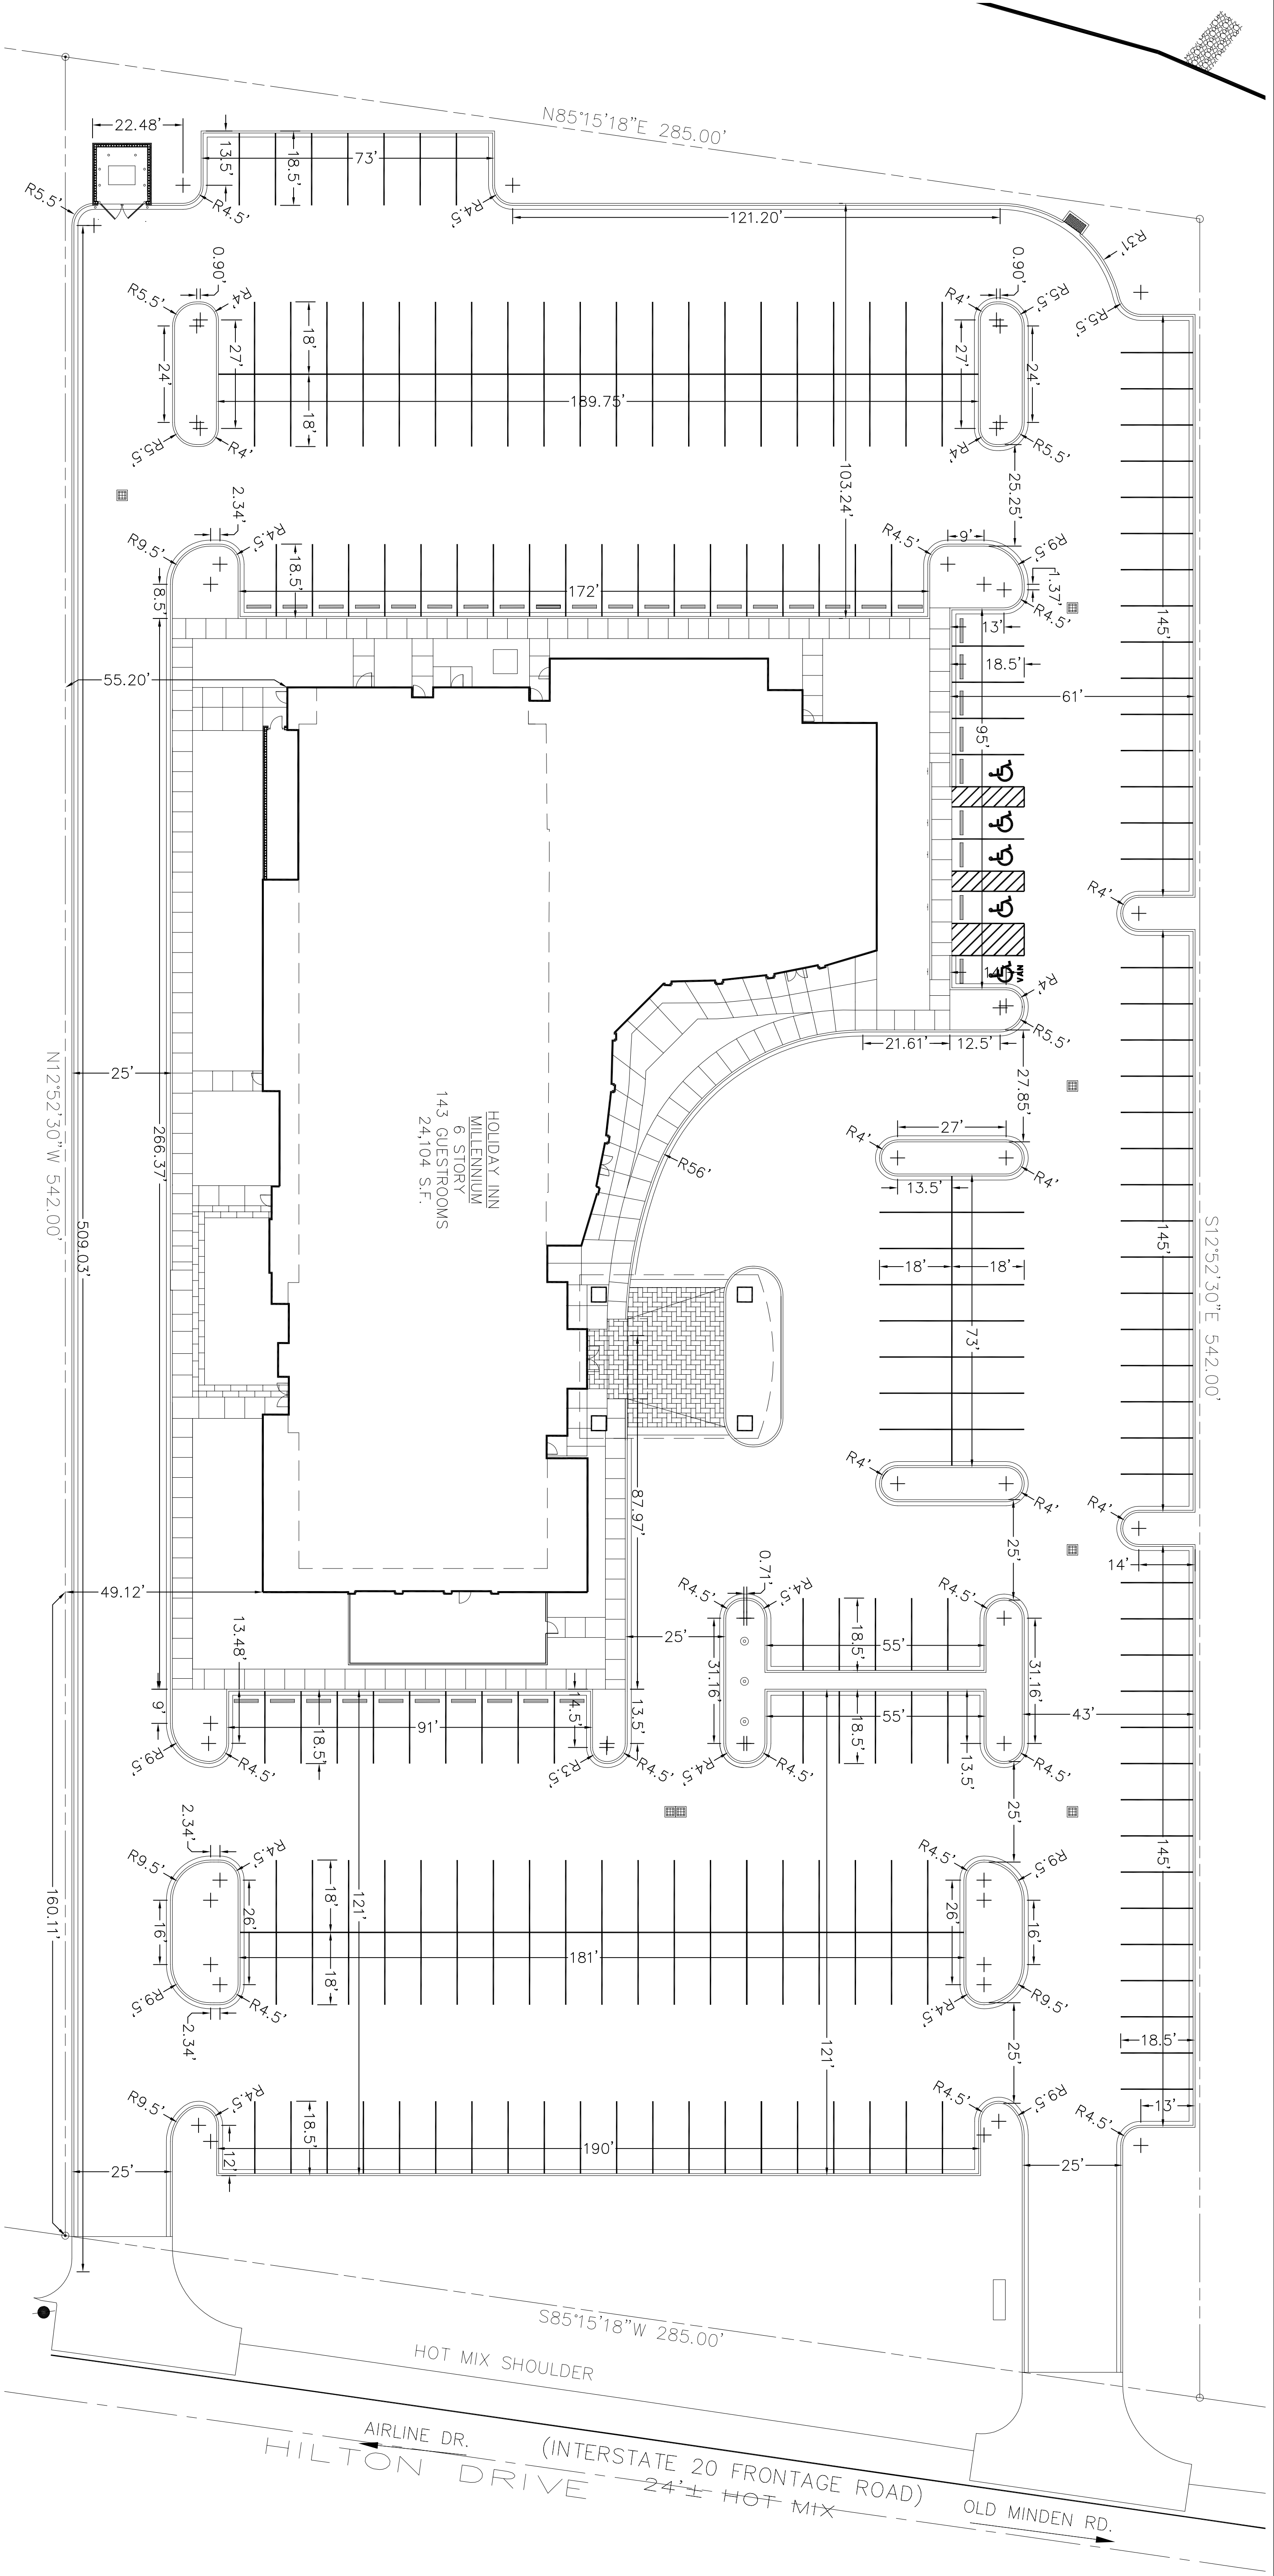 N85°15'18"E 285.00'
22.48'
13.5'
73'
18.5'
R5.5'
R4.5'
R4.5'
121.20'
R31'
R5.5'
0.90'
0.90'
R5.5'
R4'
R4'
R5.5'
18'
27'
24'
27'
24'
189.75'
18'
R5.5'
R4'
R4'
R5.5'
103.24'
25.25'
2.34'
R9.5'
R4.5'
18.5'
R4.5'
9'
R9.5'
1.37'
R4.5'
8.5'
172'
13'
145'
18.5'
55.20'
61'
95'
R4'
VAN
14'
R4'
R5.5'
21.61'
12.5'
27.85'
N12°52'30"W 542.00'
25'
266.37'
509.03'
HOLIDAY INN
MILLENNIUM
6 STORY
143 GUESTROOMS
24,104 S.F.
R56'
R4'
27'
R4'
13.5'
18'
18'
73'
145'
S12°52'30"E 542.00'
87.97'
R4'
R4'
R4'
14'
25'
49.12'
0.71'
R4.5'
R4.5'
R4.5'
13.48'
25'
31.16'
18.5'
55'
31.16'
9'
91'
18.5'
14.5'
13.5'
55'
18.5'
13.5'
43'
R9.5'
R4.5'
R3.5'
R4.5'
R4.5'
R4.5'
R4.5'
25'
2.34'
R9.5'
R4.5'
R4.5'
R9.5'
160.11'
16'
26'
18'
121'
181'
18'
26'
16'
145'
R9.5'
R4.5'
2.34'
R4.5'
R9.5'
121'
25'
18.5'
13'
R9.5'
R4.5'
18.5'
R4.5'
R9.5'
R4.5'
12'
190'
25'
25'
S85°15'18"W 285.00'
HOT MIX SHOULDER
AIRLINE DR.
(INTERSTATE 20 FRONTAGE ROAD)
HILTON DRIVE
24'± HOT MIX
OLD MINDEN RD.